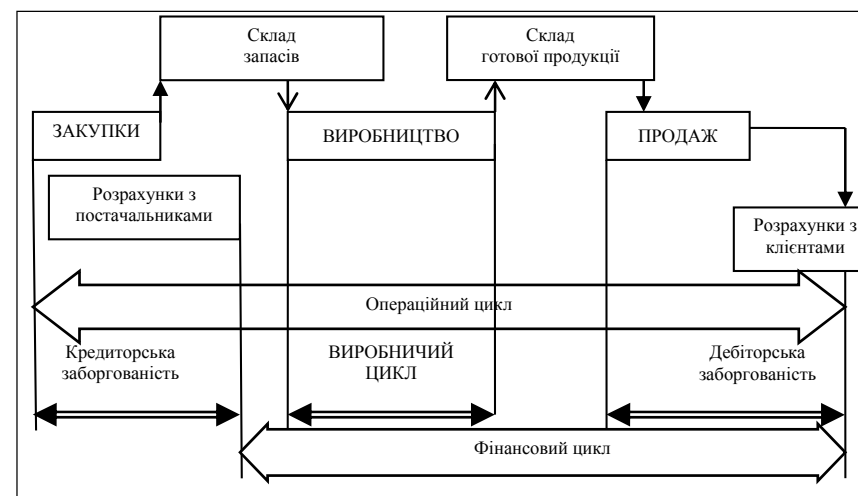 Склад
запасів
Склад
готової продукції
ЗАКУПКИ
ВИРОБНИЦТВО
ПРОДАЖ
Розрахунки з
постачальниками
Розрахунки з
клієнтами
Операційний цикл
Кредиторська
заборгованість
ВИРОБНИЧИЙ
ЦИКЛ
Дебіторська
заборгованість
Фінансовий цикл